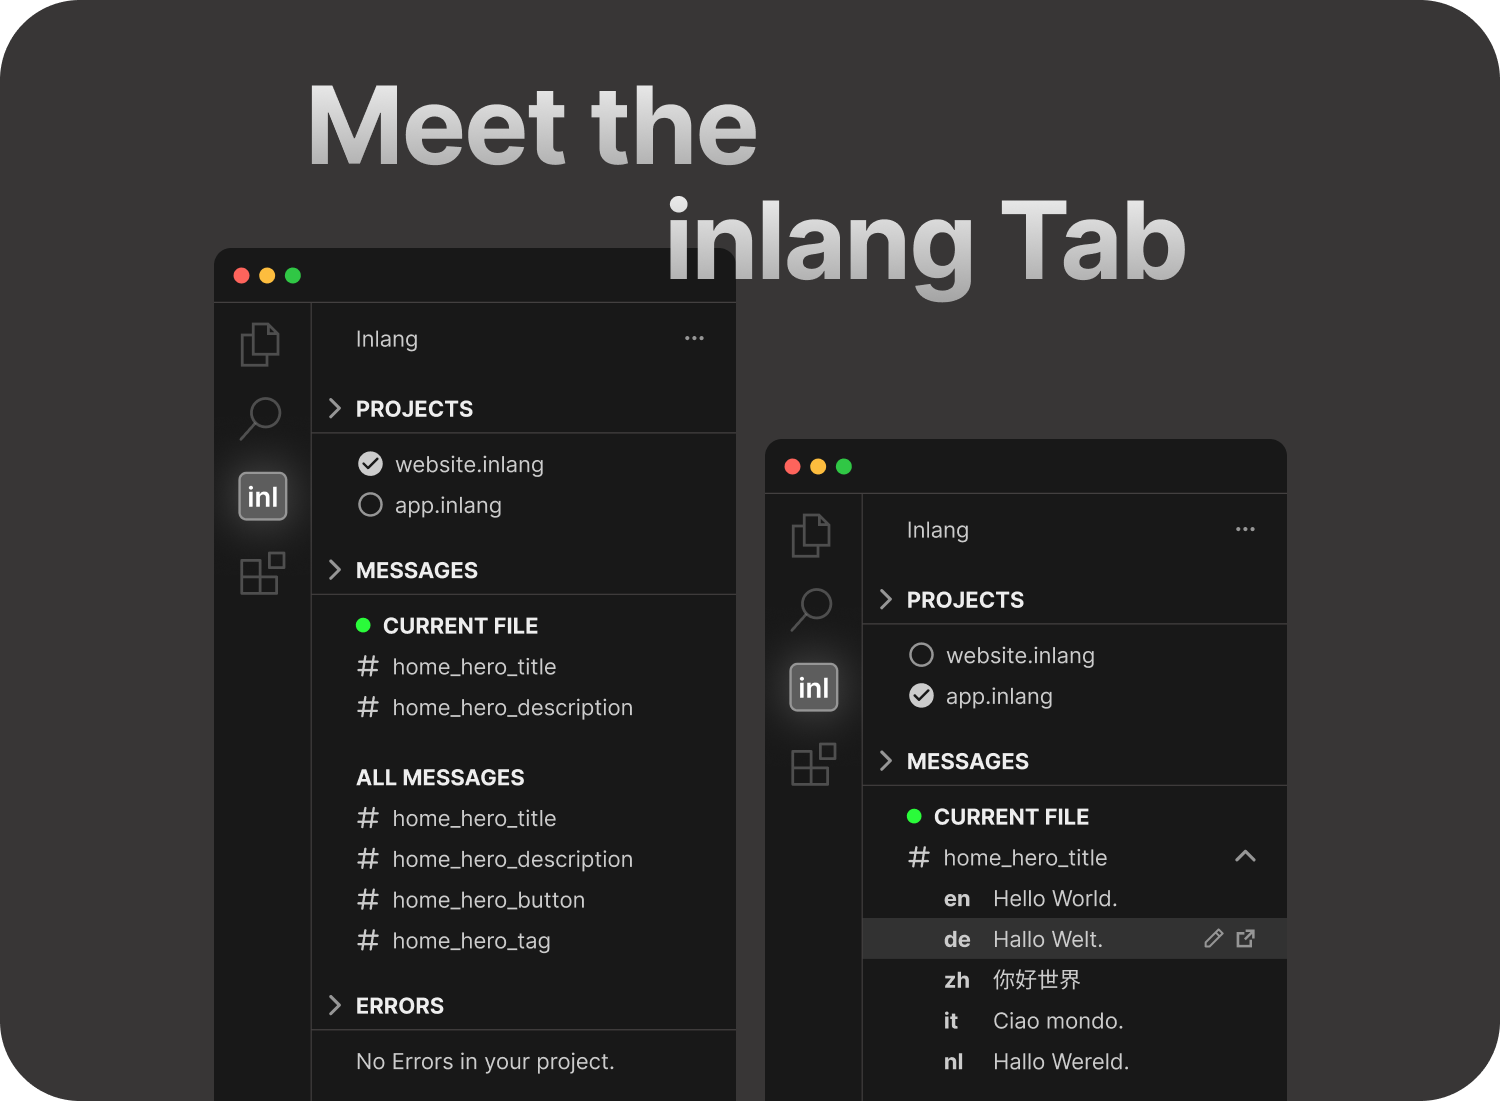 Meet the
inlang Tab
Inlang
PROJECTS
website.inlang
app.inlang
inl
MESSAGES
CURRENT FILE
# home_hero_title
# home_hero_description
ALL MESSAGES
# home_hero_title
# home_hero_description
# home_hero_button
# home_hero_tag
ERRORS
No Errors in your project.
Inlang
PROJECTS
website.inlang
app.inlang
inl
MESSAGES
CURRENT FILE
# home_hero_title
en Hello World.
de Hallo Welt.
zh 你好世界
it Ciao mondo.
nl Hallo Wereld.